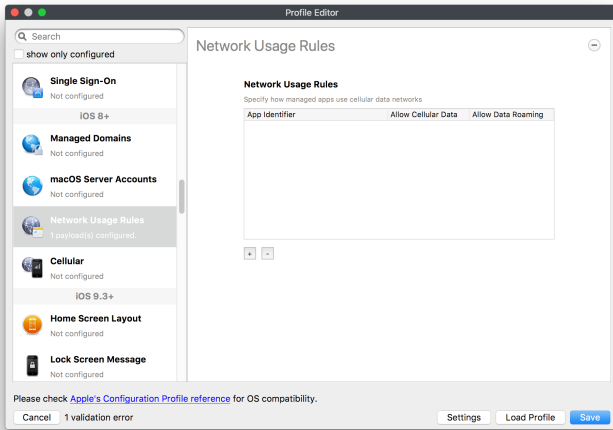 Profile Editor
Search
show only configured
Single Sign-On
Not configured
iOS 8+
Managed Domains
Not configured
macOS Server Accounts
Not configured
Network Usage Rules
1 payload(s) configured.
Cellular
Not configured
iOS 9.3+
Home Screen Layout
Not configured
Lock Screen Message
Not configured
Network Usage Rules
Network Usage Rules
Specify how managed apps use cellular data networks
App Identifier Allow Cellular Data Allow Data Roaming
+ -
Please check Apple's Configuration Profile reference for OS compatibility.
Cancel 1 validation error Settings Load Profile Save